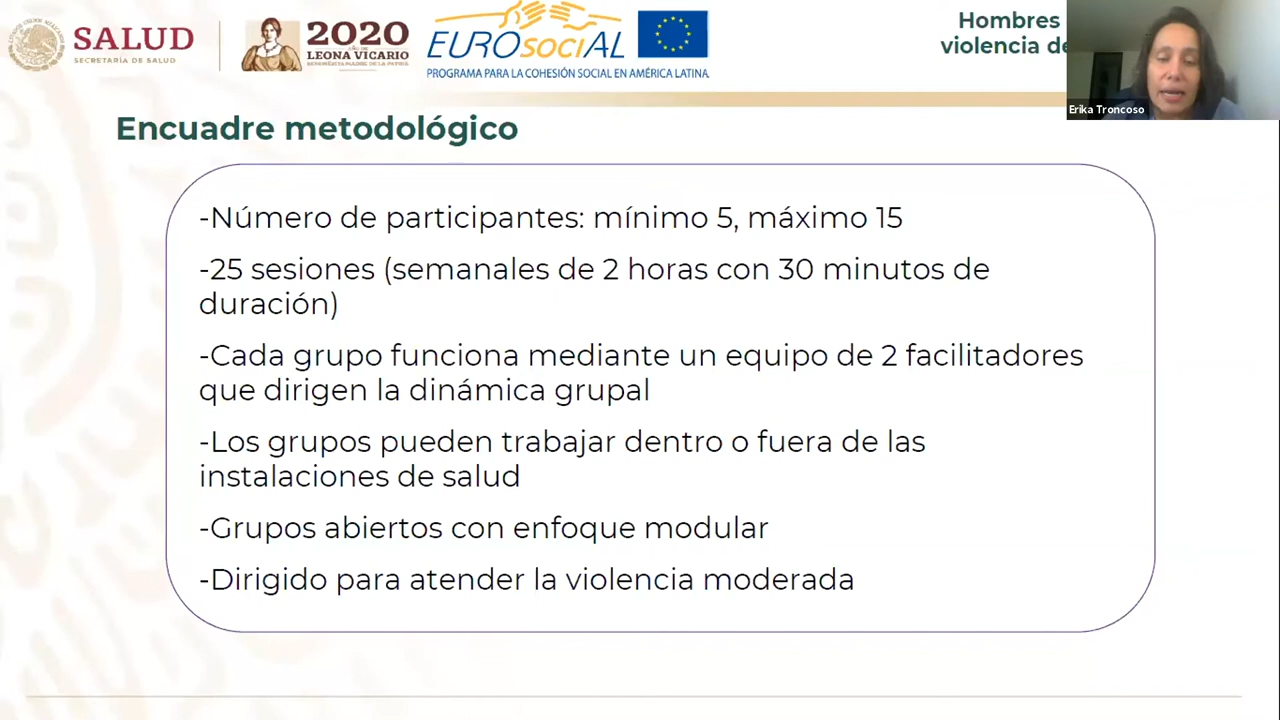 SALUD
SECRETARÍA DE SALUD
2020
AÑO DE
LEONA VICARIO
BENEMÉRITA MADRE DE LA PATRIA
EUROsociAL
PROGRAMA PARA LA COHESIÓN SOCIAL EN AMÉRICA LATINA
Hombres
violencia de
Erika Troncoso
Encuadre metodológico
-Número de participantes: mínimo 5, máximo 15
-25 sesiones (semanales de 2 horas con 30 minutos de
duración)
-Cada grupo funciona mediante un equipo de 2 facilitadores
que dirigen la dinámica grupal
-Los grupos pueden trabajar dentro o fuera de las
instalaciones de salud
-Grupos abiertos con enfoque modular
-Dirigido para atender la violencia moderada